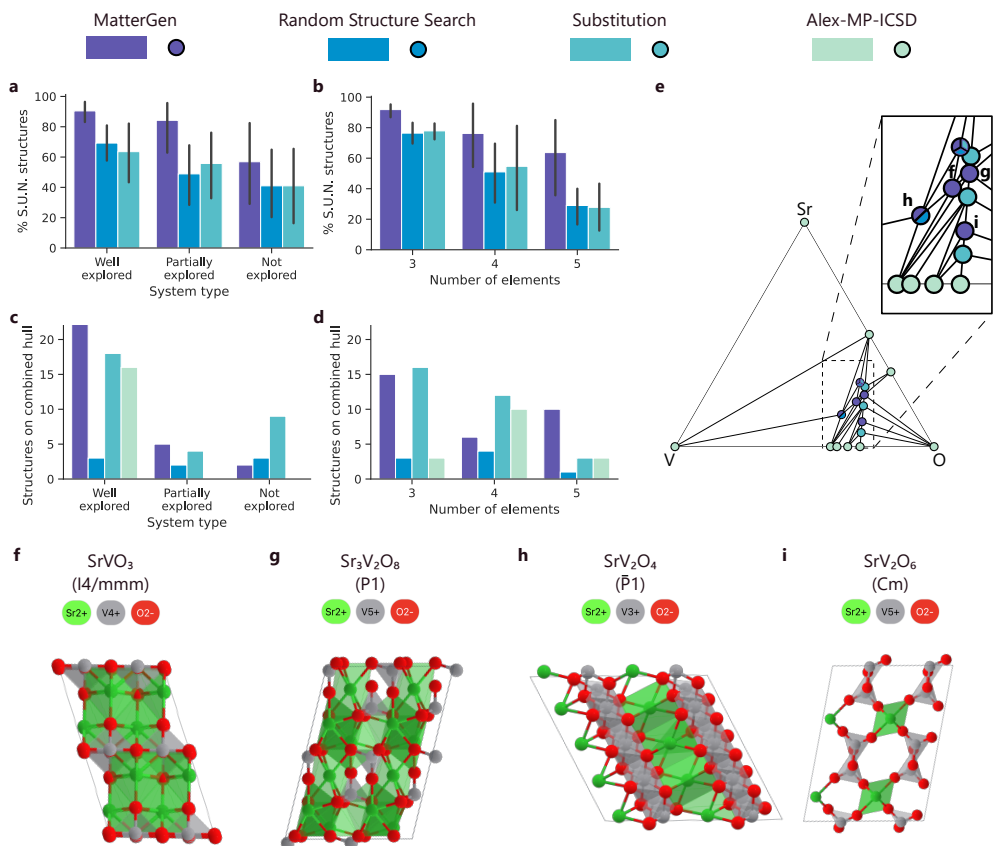 MatterGen
Random Structure Search
Substitution
Alex-MP-ICSD
a
% S.U.N. structures
100
80
60
40
20
0
Well explored
Partially explored
Not explored
System type
b
% S.U.N. structures
100
80
60
40
20
0
3
4
5
Number of elements
c
Structures on combined hull
20
15
10
5
0
Well explored
Partially explored
Not explored
System type
d
Structures on combined hull
20
15
10
5
0
3
4
5
Number of elements
e
Sr
V
O
f
g
h
i
f
SrVO₃
(I4/mmm)
Sr2+ V4+ O2-
g
Sr₃V₂O₈
(P1)
Sr2+ V5+ O2-
h
SrV₂O₄
(P̄1)
Sr2+ V3+ O2-
i
SrV₂O₆
(Cm)
Sr2+ V5+ O2-